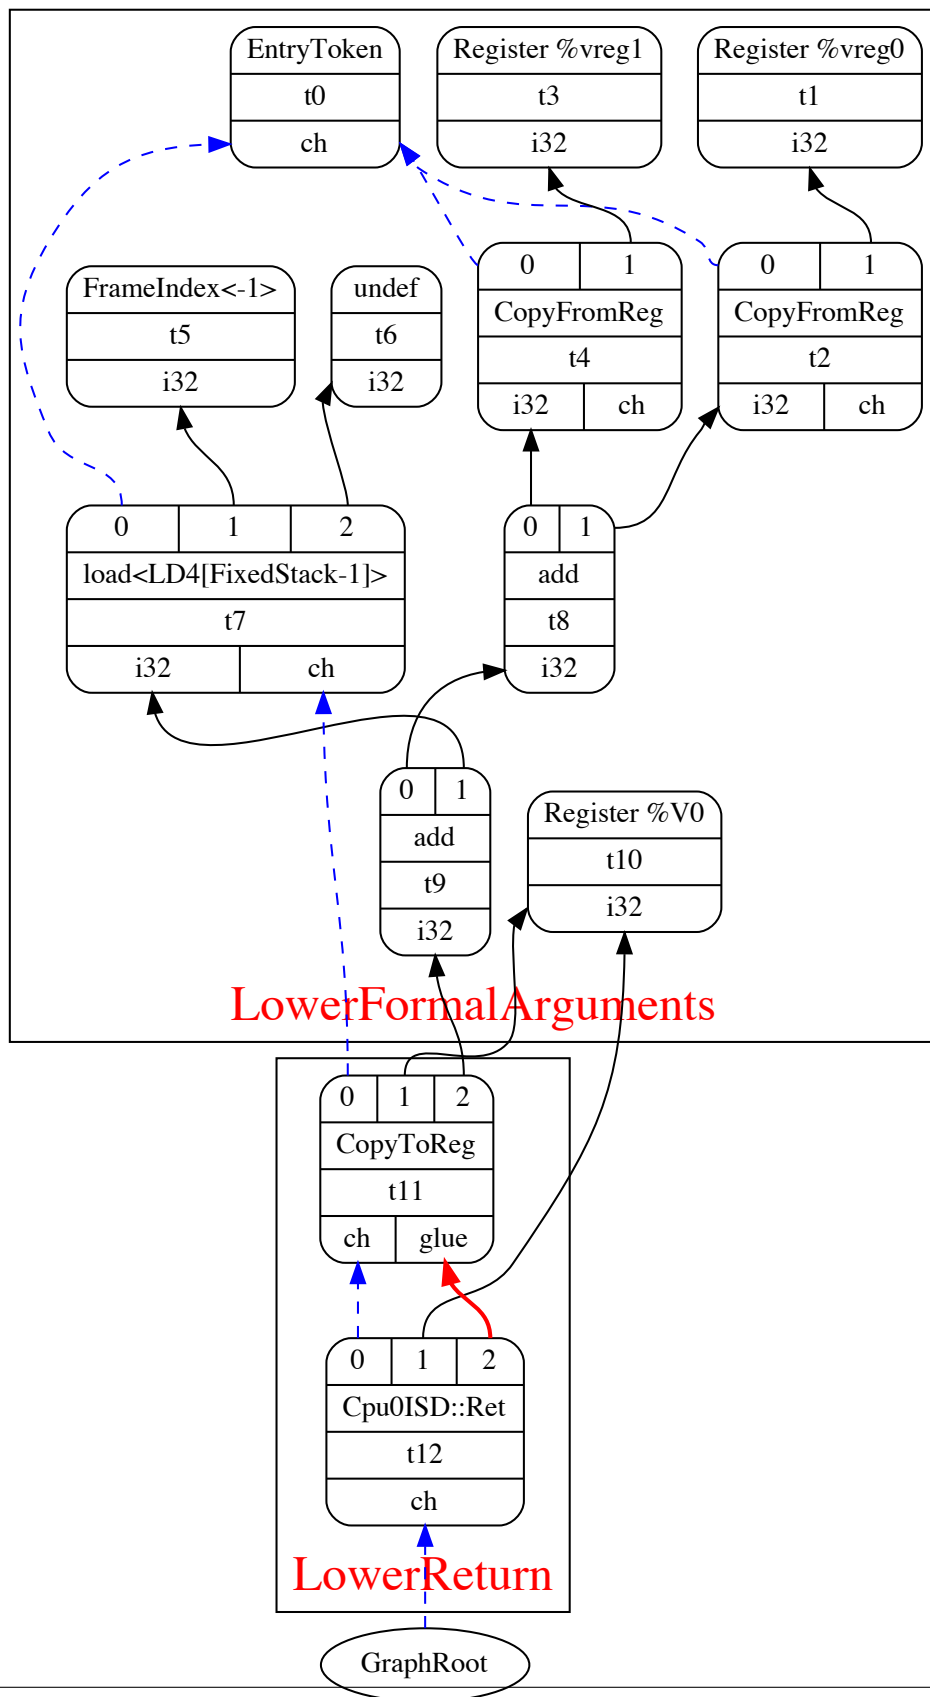 EntryToken
t0
ch
Register %vreg1
t3
i32
Register %vreg0
t1
i32
FrameIndex<-1>
t5
i32
undef
t6
i32
0 1
CopyFromReg
t4
i32 ch
0 1
CopyFromReg
t2
i32 ch
0 1 2
load<LD4[FixedStack-1]>
t7
i32 ch
0 1
add
t8
i32
0 1
add
t9
i32
Register %V0
t10
i32
LowerFormalArguments
0 1 2
CopyToReg
t11
ch glue
0 1 2
Cpu0ISD::Ret
t12
ch
LowerReturn
GraphRoot